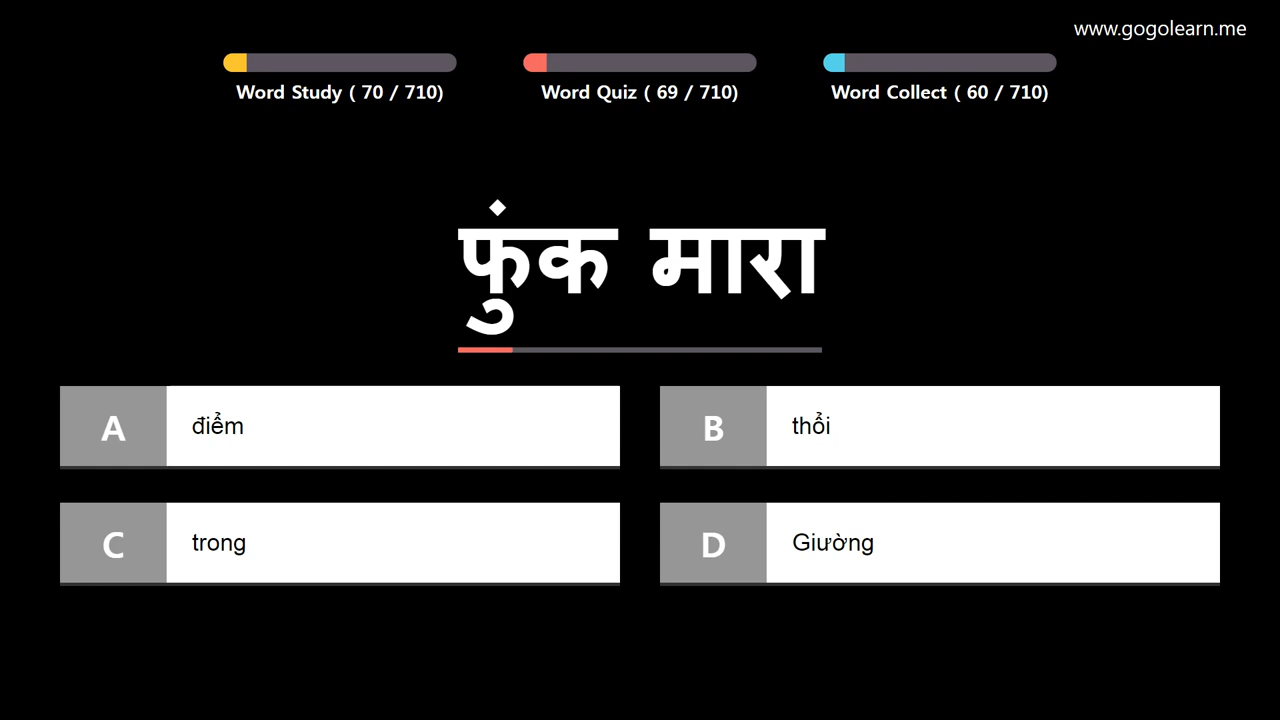 www.gogolearn.me
Word Study ( 70 / 710)
Word Quiz ( 69 / 710)
Word Collect ( 60 / 710)
फुंक मारा
A điểm
B thổi
C trong
D Giường